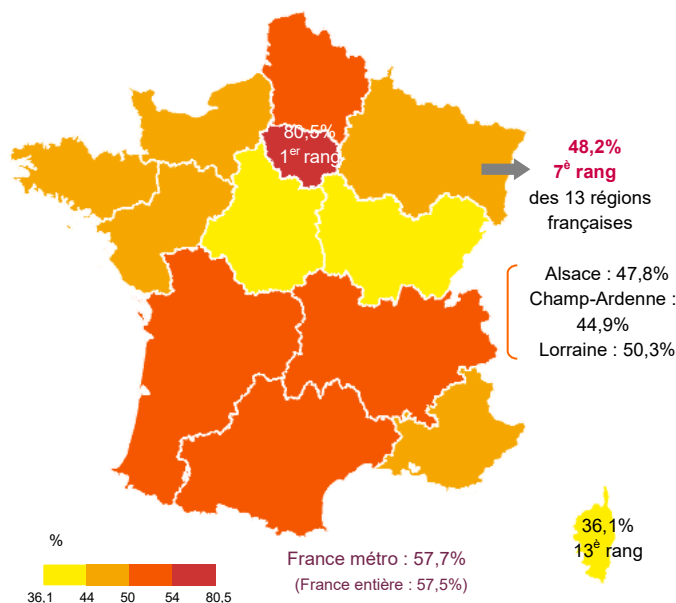 80,5%
1er rang
48,2%
7è rang
des 13 régions
françaises
Alsace : 47,8%
Champ-Ardenne :
44,9%
Lorraine : 50,3%
36,1%
13è rang
%
36,1 44 50 54 80,5
France métro : 57,7%
(France entière : 57,5%)